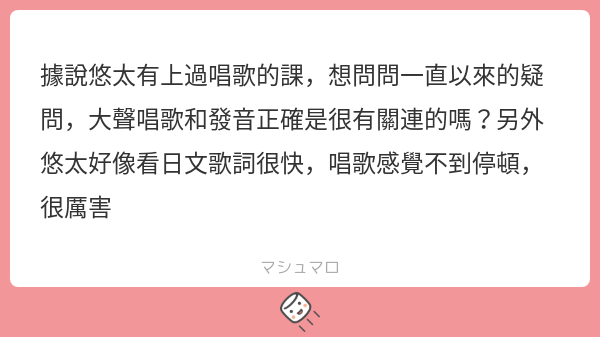 據說悠太有上過唱歌的課，想問問一直以來的疑
問，大聲唱歌和發音正確是很有關連的嗎？另外
悠太好像看日文歌詞很快，唱歌感覺不到停頓，
很厲害
マシュマロ